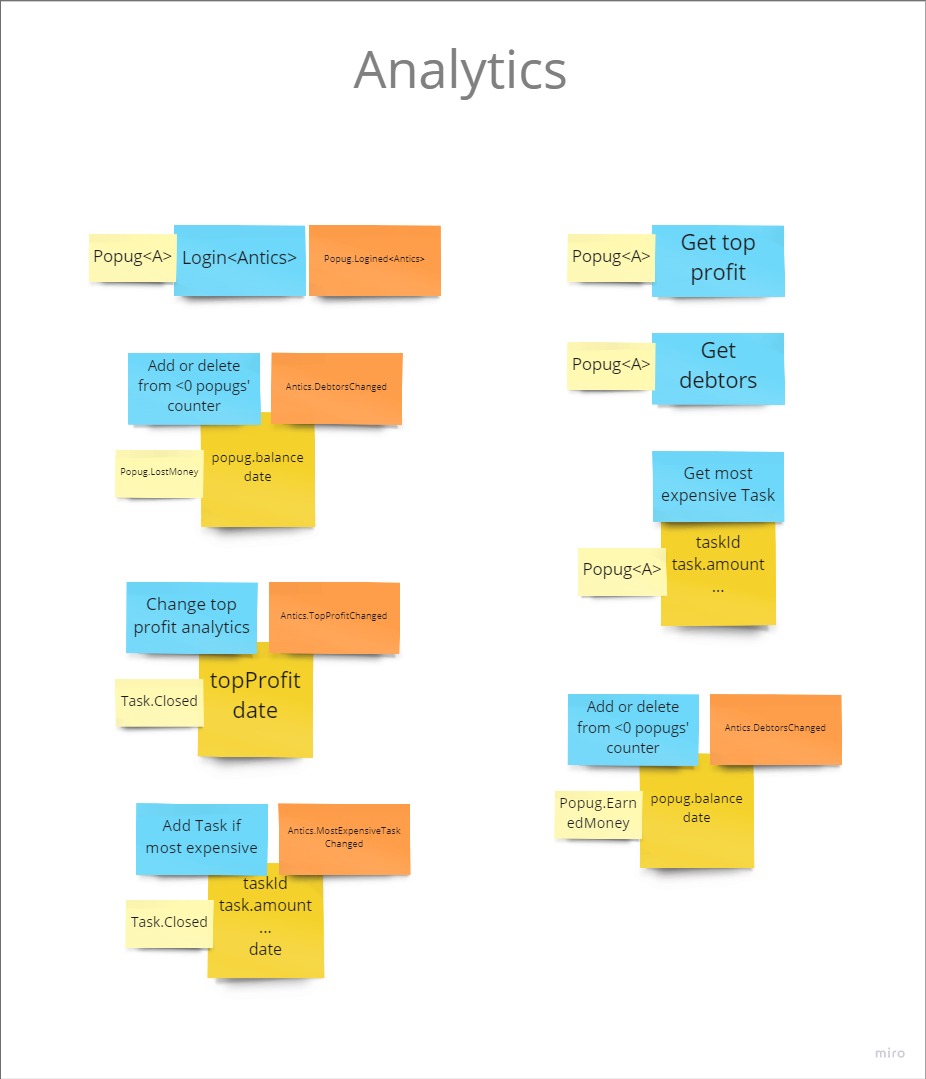 Analytics
Popug<A>
Login<Antics>
Popug.Logined<Antics>
Add or delete
from <0 popugs'
counter
Antics.DebtorsChanged
Popug.LostMoney
popug.balance
date
Change top
profit analytics
Antics.TopProfitChanged
Task.Closed
topProfit
date
Add Task if
most expensive
Antics.MostExpensiveTask
Changed
Task.Closed
taskId
task.amount
...
date
Popug<A>
Get top
profit
Popug<A>
Get
debtors
Get most
expensive Task
Popug<A>
taskId
task.amount
...
Add or delete
from <0 popugs'
counter
Antics.DebtorsChanged
Popug.Earn
edMoney
popug.balance
date
miro